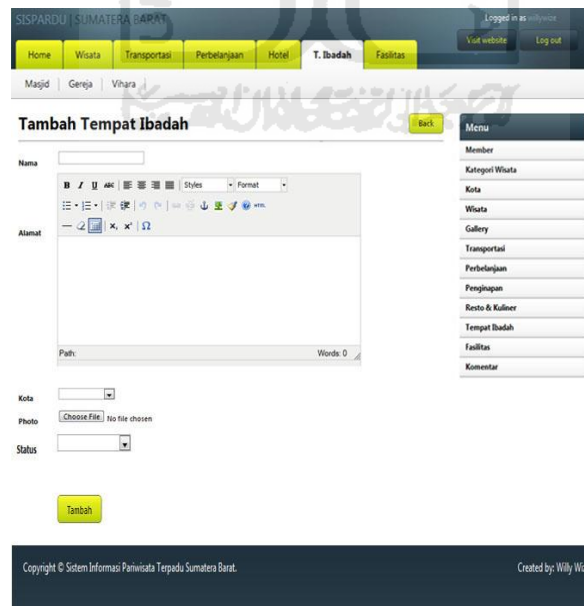 SISPARDU | SUMATERA BARAT
Logged in as willywize
Visit website Log out
Home Wisata Transportasi Perbelanjaan Hotel T. Ibadah Fasilitas
Masjid Gereja Vihara
Tambah Tempat Ibadah
Back
Nama
B I U ABC Styles Format
HTML
Alamat
Path: Words: 0
Kota
Photo Choose File No file chosen
Status
Tambah
Menu
Member
Kategori Wisata
Kota
Wisata
Gallery
Transportasi
Perbelanjaan
Penginapan
Resto & Kuliner
Tempat Ibadah
Fasilitas
Komentar
Copyright © Sistem Informasi Pariwisata Terpadu Sumatera Barat.
Created by: Willy Wiz